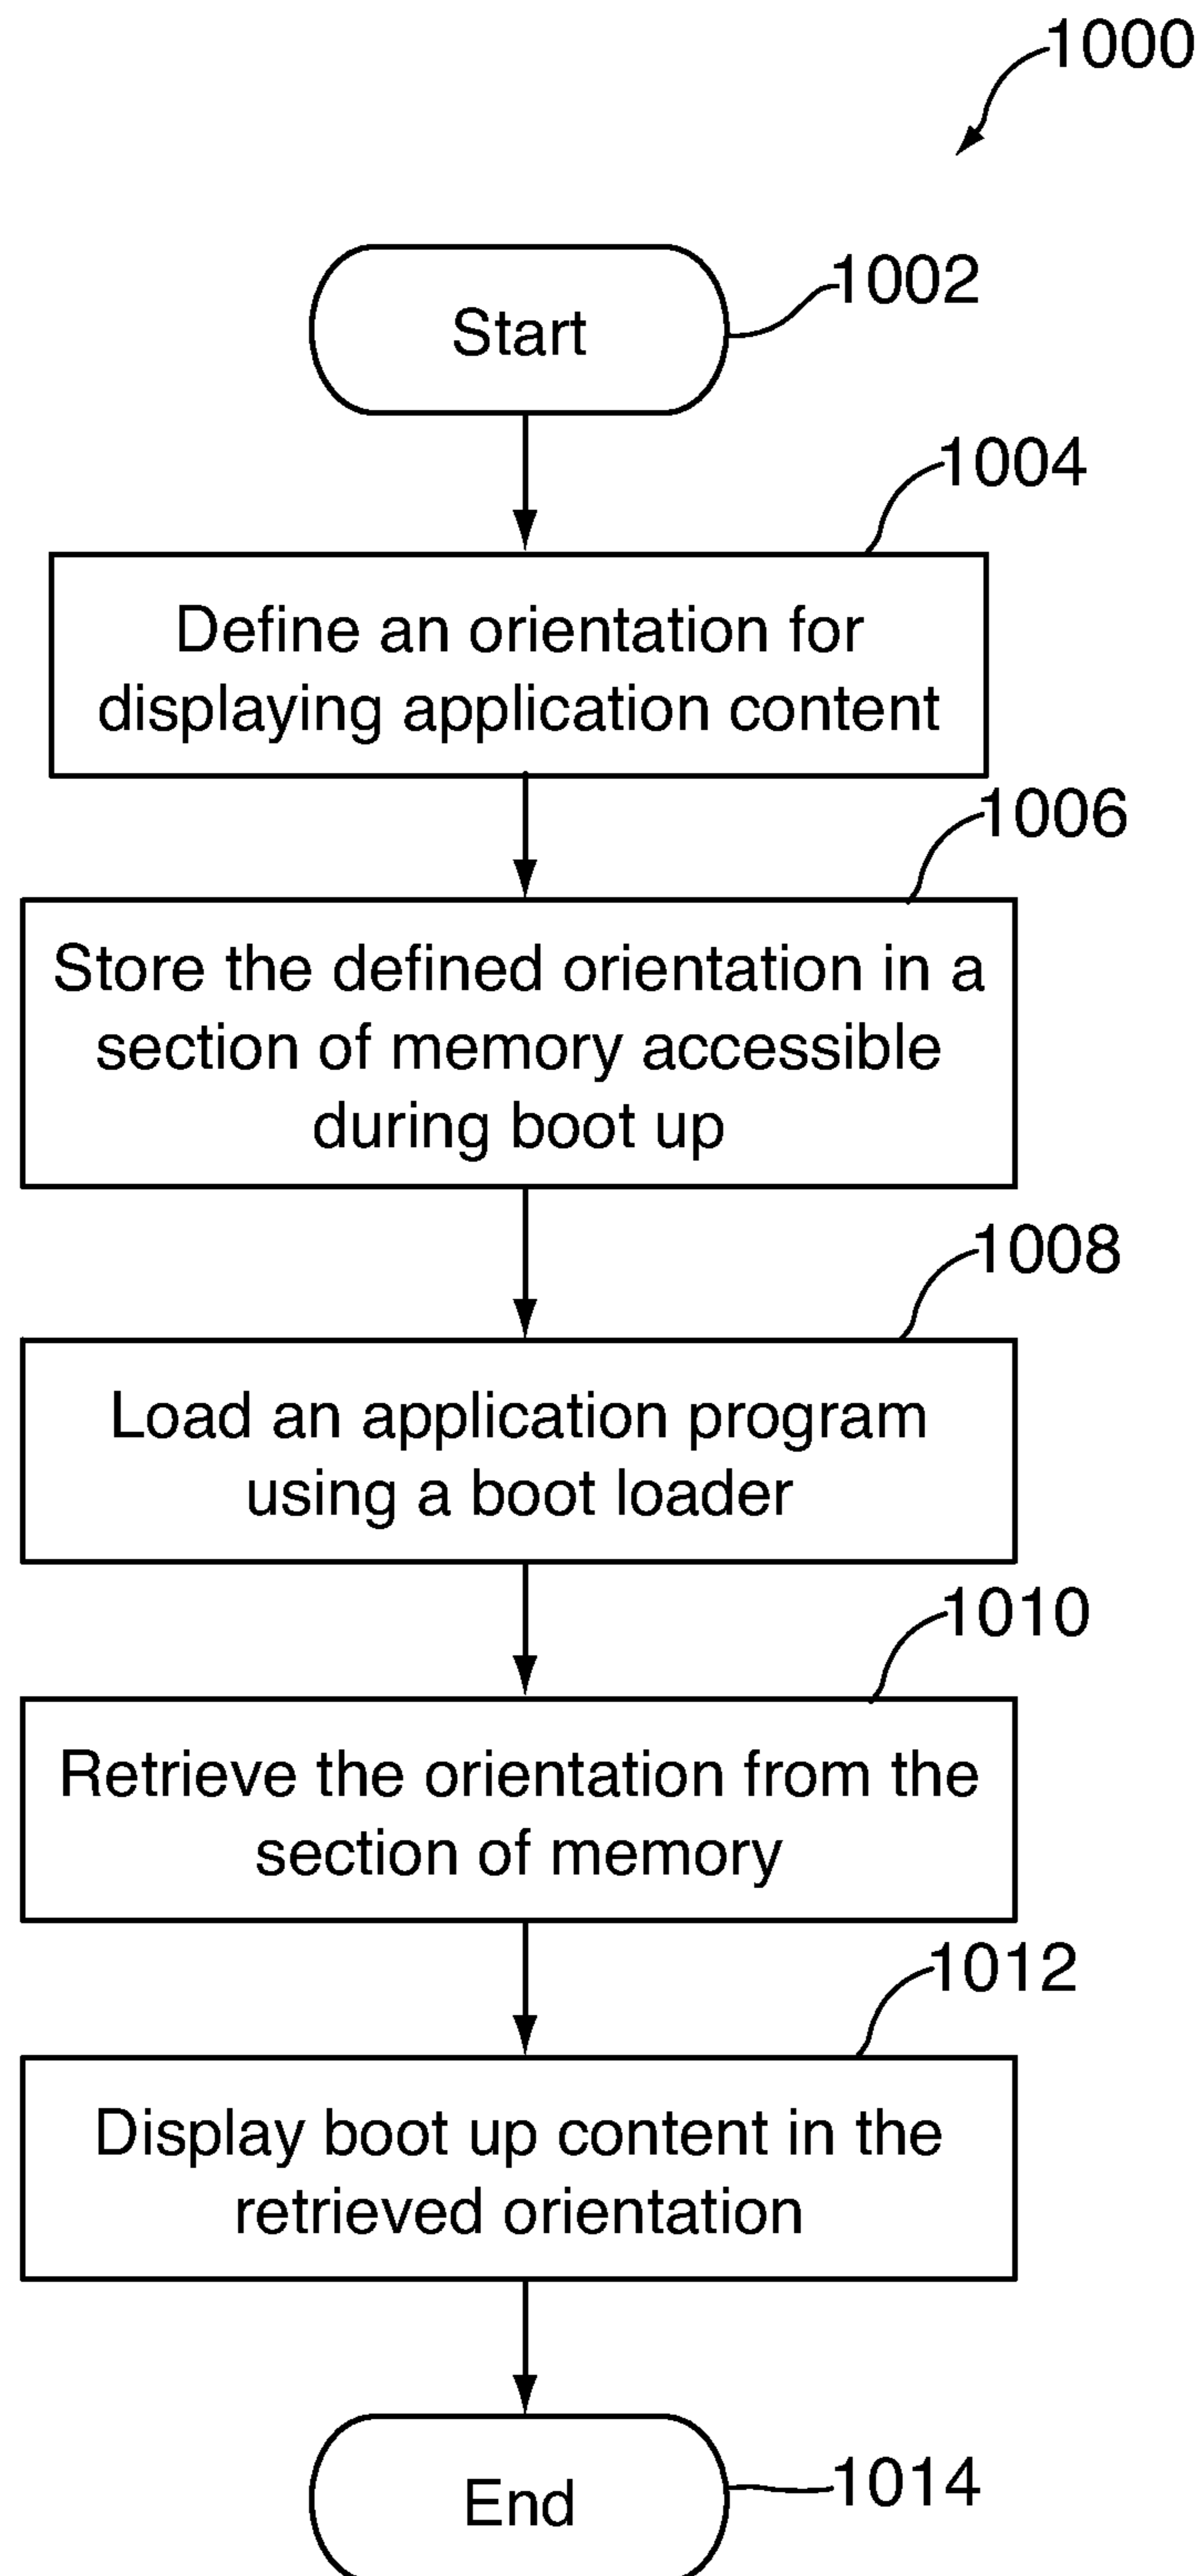 1000
Start
1002
1004
Define an orientation for
displaying application content
1006
Store the defined orientation in a
section of memory accessible
during boot up
1008
Load an application program
using a boot loader
1010
Retrieve the orientation from the
section of memory
1012
Display boot up content in the
retrieved orientation
End
1014